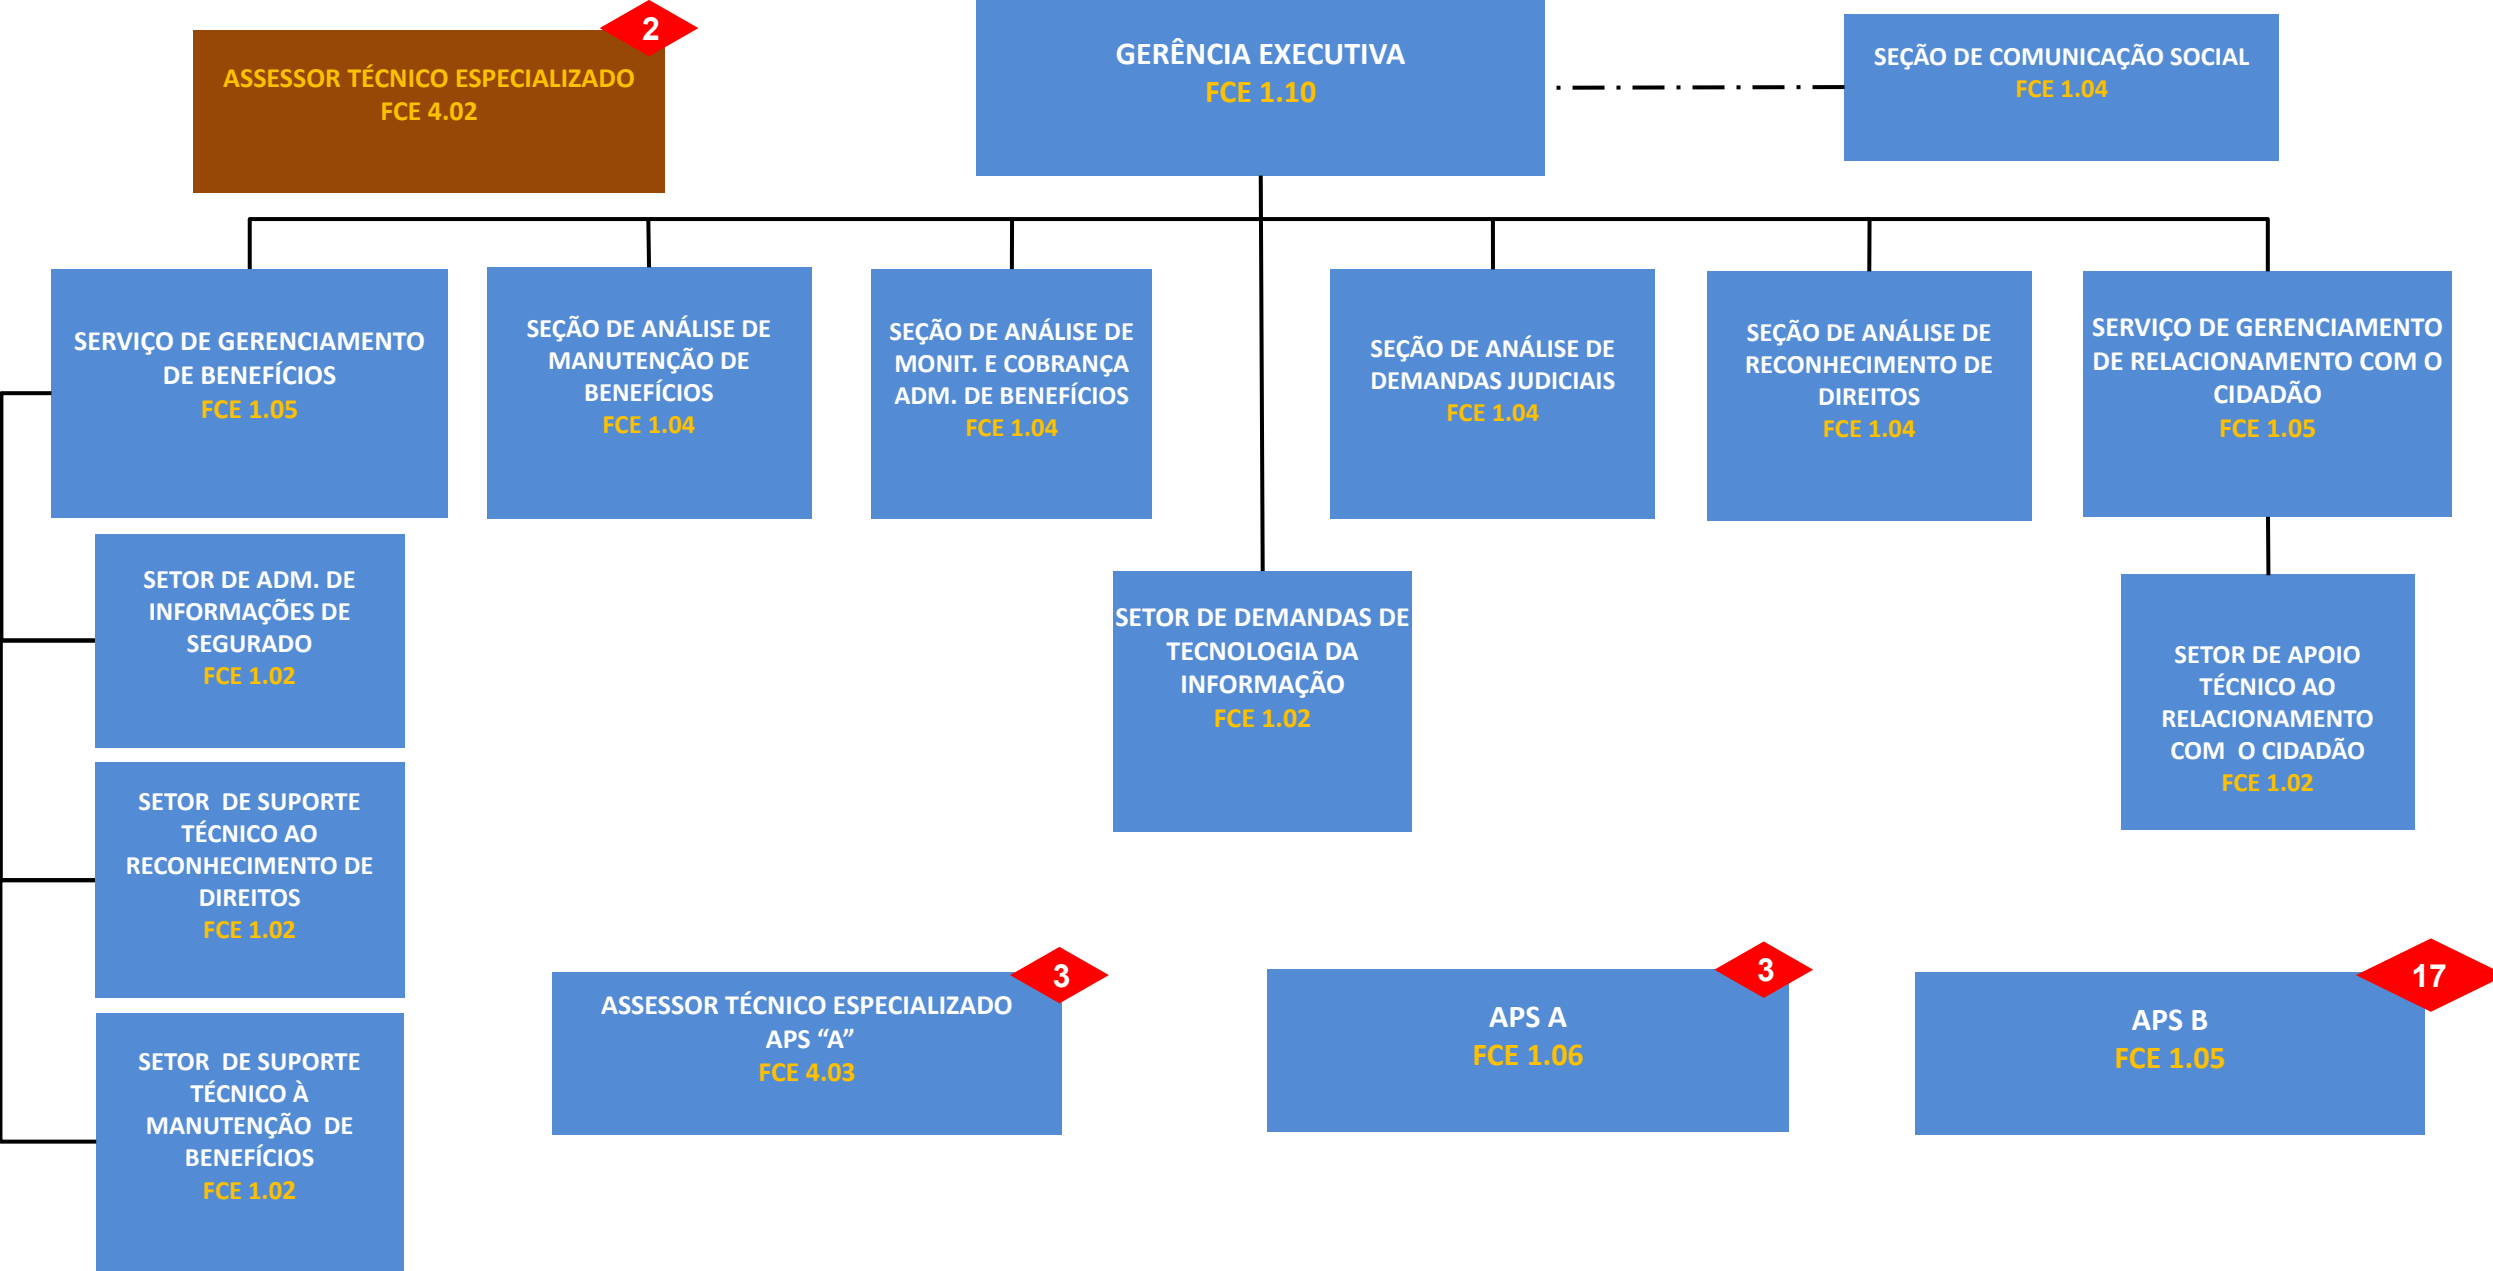 2
ASSESSOR TÉCNICO ESPECIALIZADO
FCE 4.02
GERÊNCIA EXECUTIVA
FCE 1.10
SEÇÃO DE COMUNICAÇÃO SOCIAL
FCE 1.04
SERVIÇO DE GERENCIAMENTO
DE BENEFÍCIOS
FCE 1.05
SEÇÃO DE ANÁLISE DE
MANUTENÇÃO DE
BENEFÍCIOS
FCE 1.04
SEÇÃO DE ANÁLISE DE
MONIT. E COBRANÇA
ADM. DE BENEFÍCIOS
FCE 1.04
SEÇÃO DE ANÁLISE DE
DEMANDAS JUDICIAIS
FCE 1.04
SEÇÃO DE ANÁLISE DE
RECONHECIMENTO DE
DIREITOS
FCE 1.04
SERVIÇO DE GERENCIAMENTO
DE RELACIONAMENTO COM O
CIDADÃO
FCE 1.05
SETOR DE ADM. DE
INFORMAÇÕES DE
SEGURADO
FCE 1.02
SETOR DE DEMANDAS DE
TECNOLOGIA DA
INFORMAÇÃO
FCE 1.02
SETOR DE APOIO
TÉCNICO AO
RELACIONAMENTO
COM  O CIDADÃO
FCE 1.02
SETOR  DE SUPORTE
TÉCNICO AO
RECONHECIMENTO DE
DIREITOS
FCE 1.02
SETOR  DE SUPORTE
TÉCNICO À
MANUTENÇÃO  DE
BENEFÍCIOS
FCE 1.02
3
ASSESSOR TÉCNICO ESPECIALIZADO
APS “A”
FCE 4.03
3
APS A
FCE 1.06
17
APS B
FCE 1.05